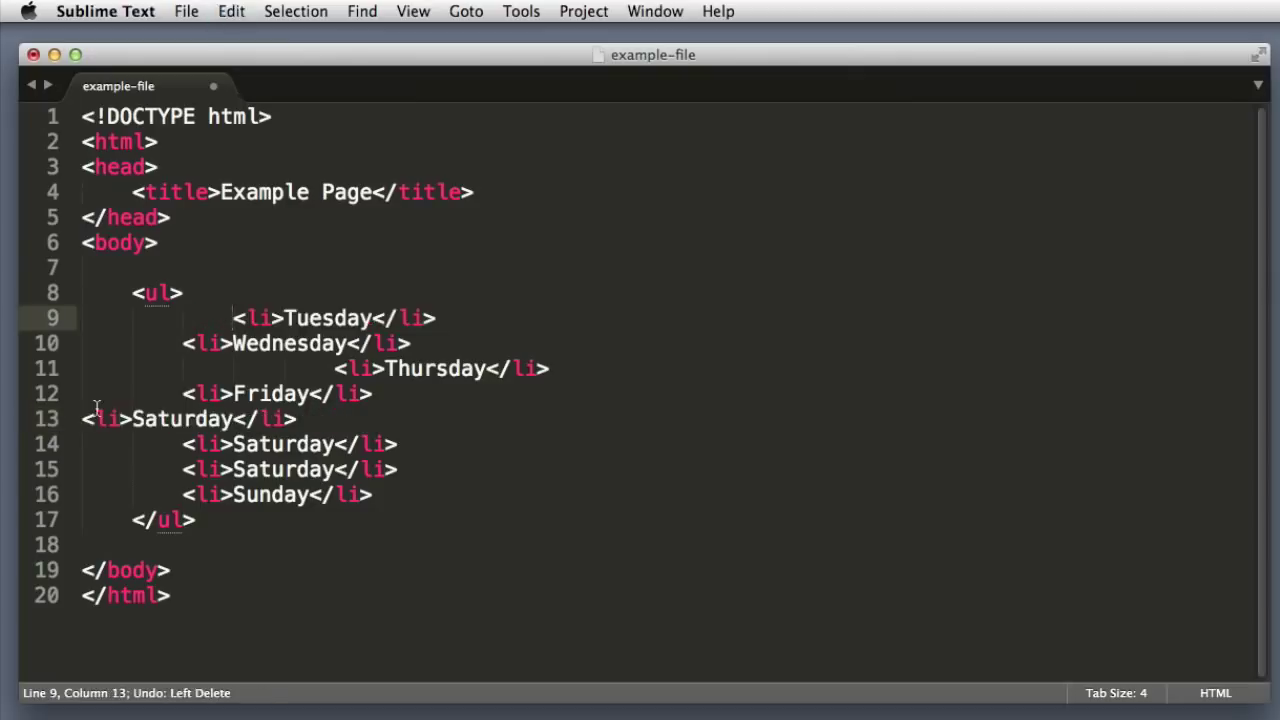 Sublime Text File Edit Selection Find View Goto Tools Project Window Help
example-file
example-file
1 <!DOCTYPE html>
2 <html>
3 <head>
4 <title>Example Page</title>
5 </head>
6 <body>
7
8 <ul>
9 <li>Tuesday</li>
10 <li>Wednesday</li>
11 <li>Thursday</li>
12 <li>Friday</li>
13 <li>Saturday</li>
14 <li>Saturday</li>
15 <li>Saturday</li>
16 <li>Sunday</li>
17 </ul>
18
19 </body>
20 </html>
Line 9, Column 13; Undo: Left Delete Tab Size: 4 HTML